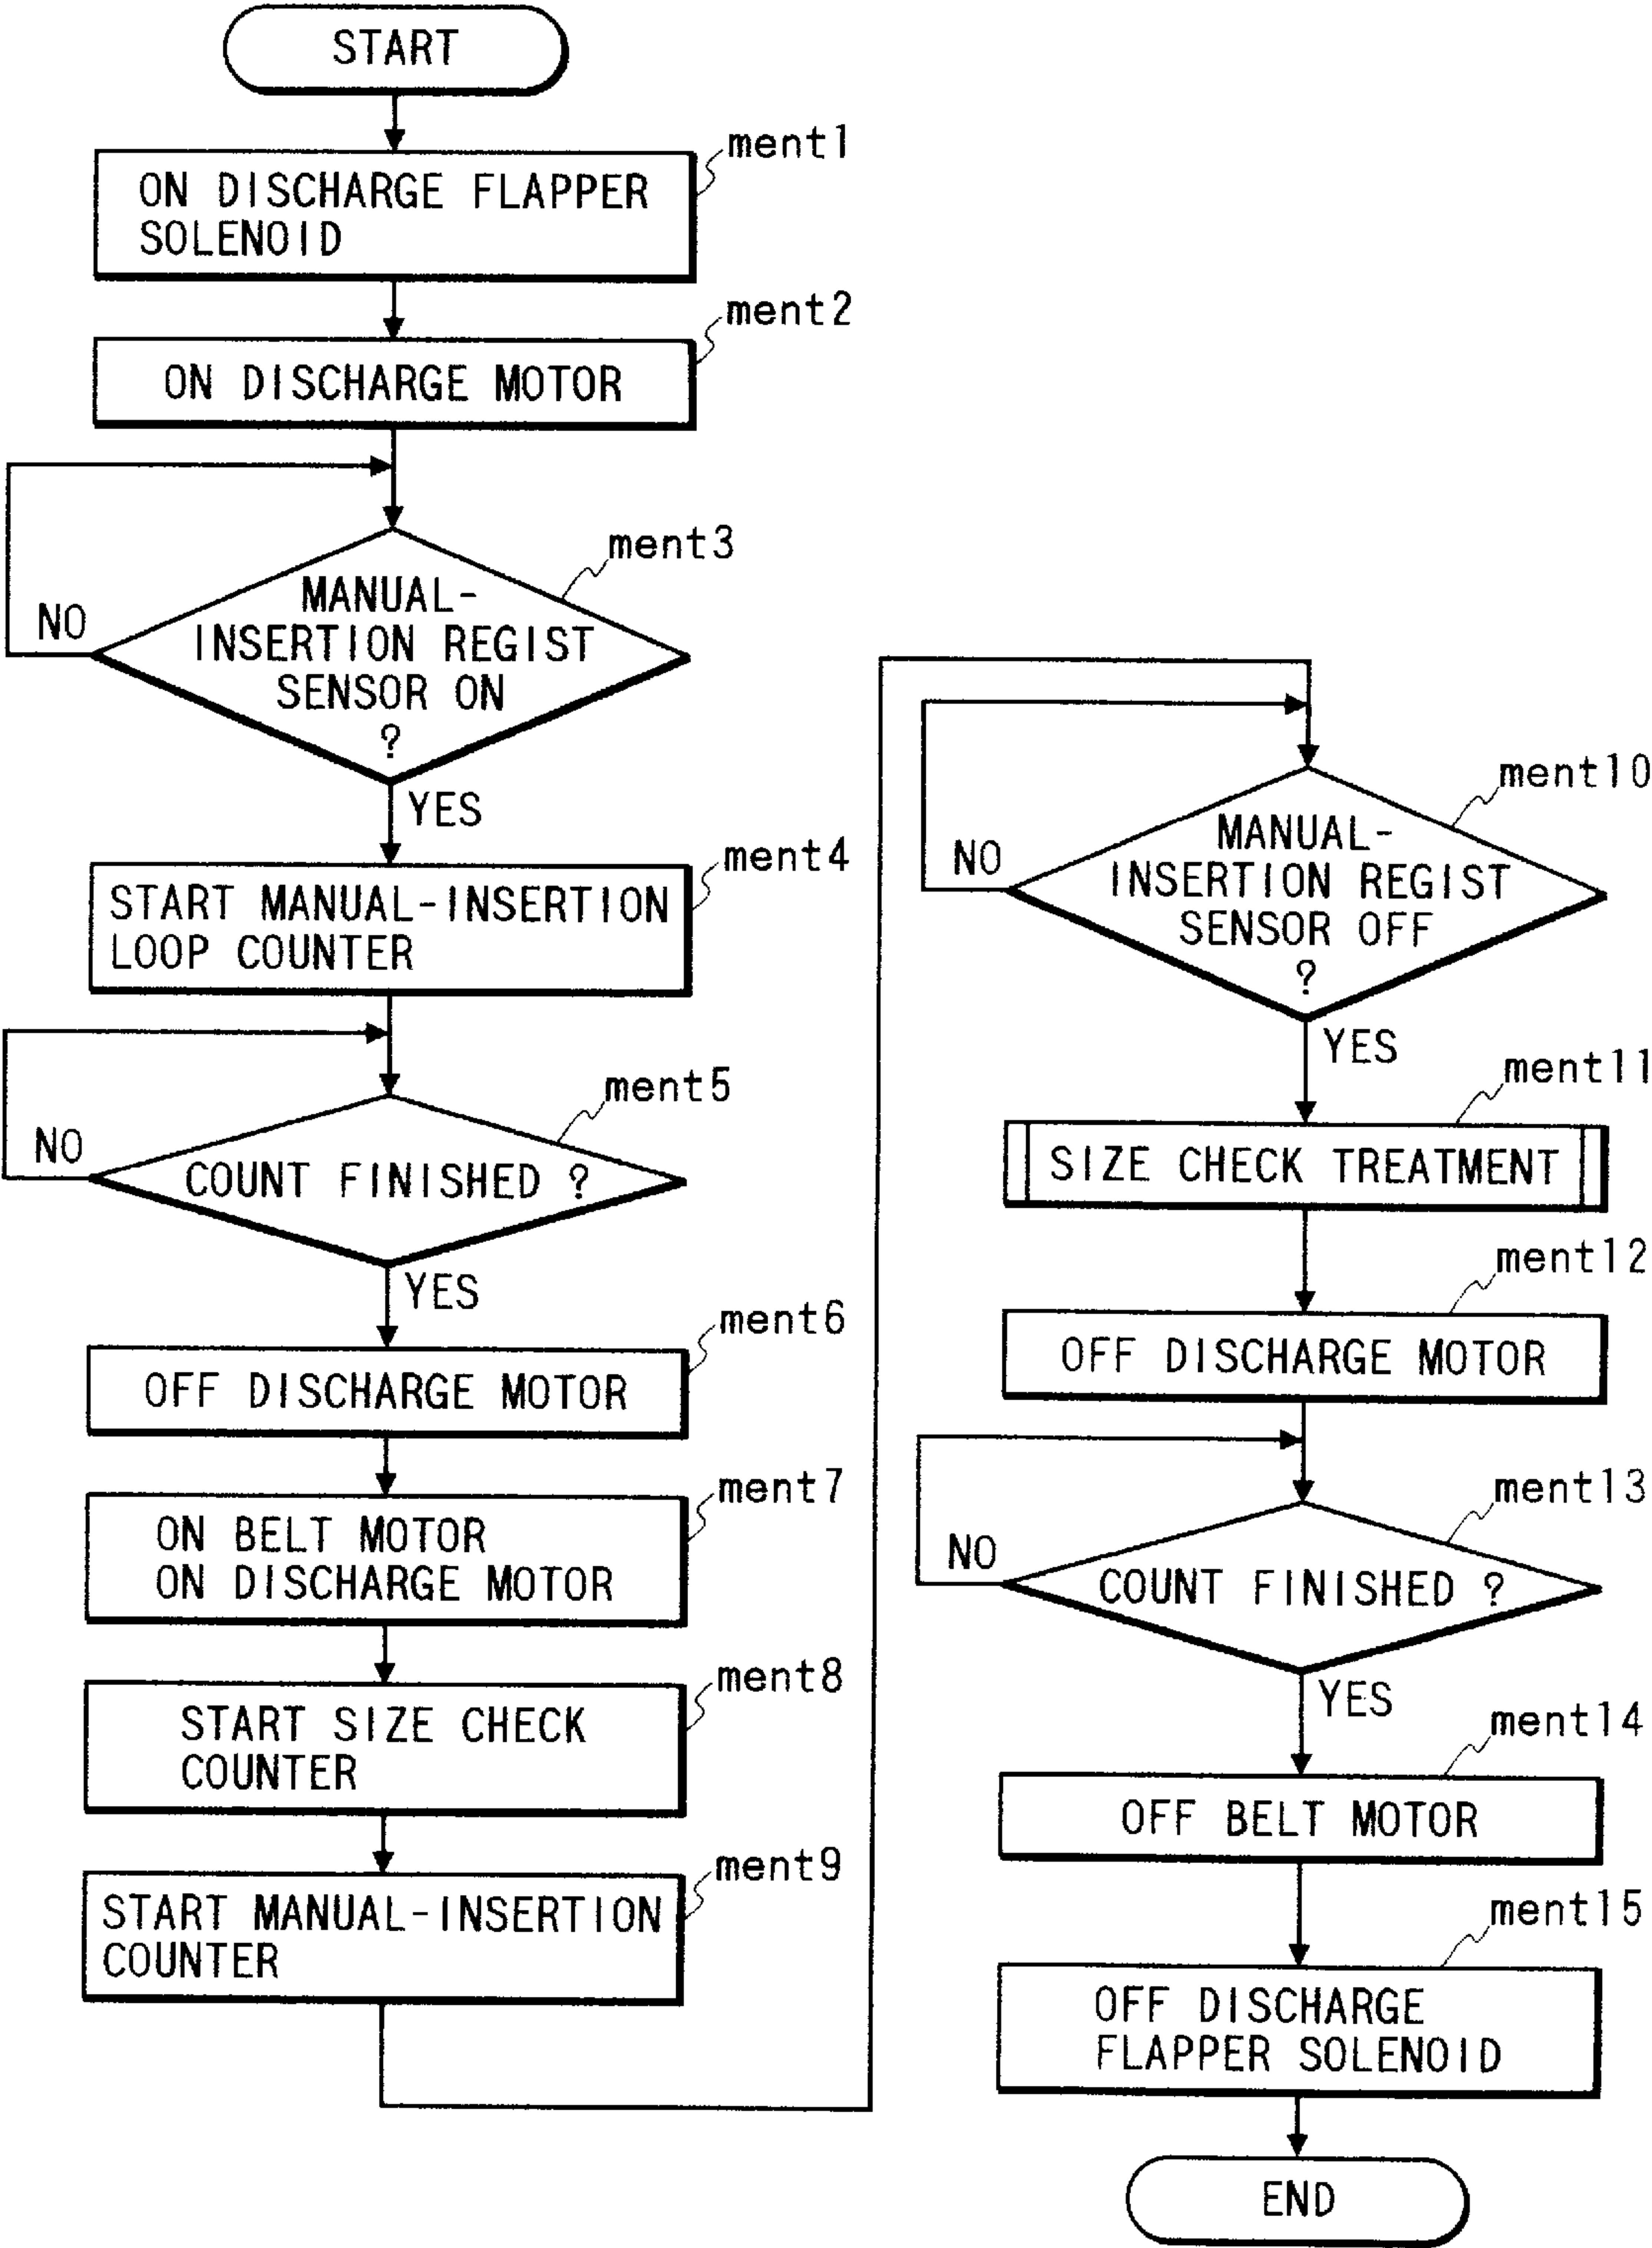 START
ment1
ON DISCHARGE FLAPPER
SOLENOID
ment2
ON DISCHARGE MOTOR
ment3
MANUAL-
INSERTION REGIST
SENSOR ON
?
NO
YES
ment4
START MANUAL-INSERTION
LOOP COUNTER
ment5
NO
COUNT FINISHED ?
YES
ment6
OFF DISCHARGE MOTOR
ment7
ON BELT MOTOR
ON DISCHARGE MOTOR
ment8
START SIZE CHECK
COUNTER
ment9
START MANUAL-INSERTION
COUNTER
ment10
MANUAL-
INSERTION REGIST
SENSOR OFF
?
NO
YES
ment11
SIZE CHECK TREATMENT
ment12
OFF DISCHARGE MOTOR
ment13
NO
COUNT FINISHED ?
YES
ment14
OFF BELT MOTOR
ment15
OFF DISCHARGE
FLAPPER SOLENOID
END